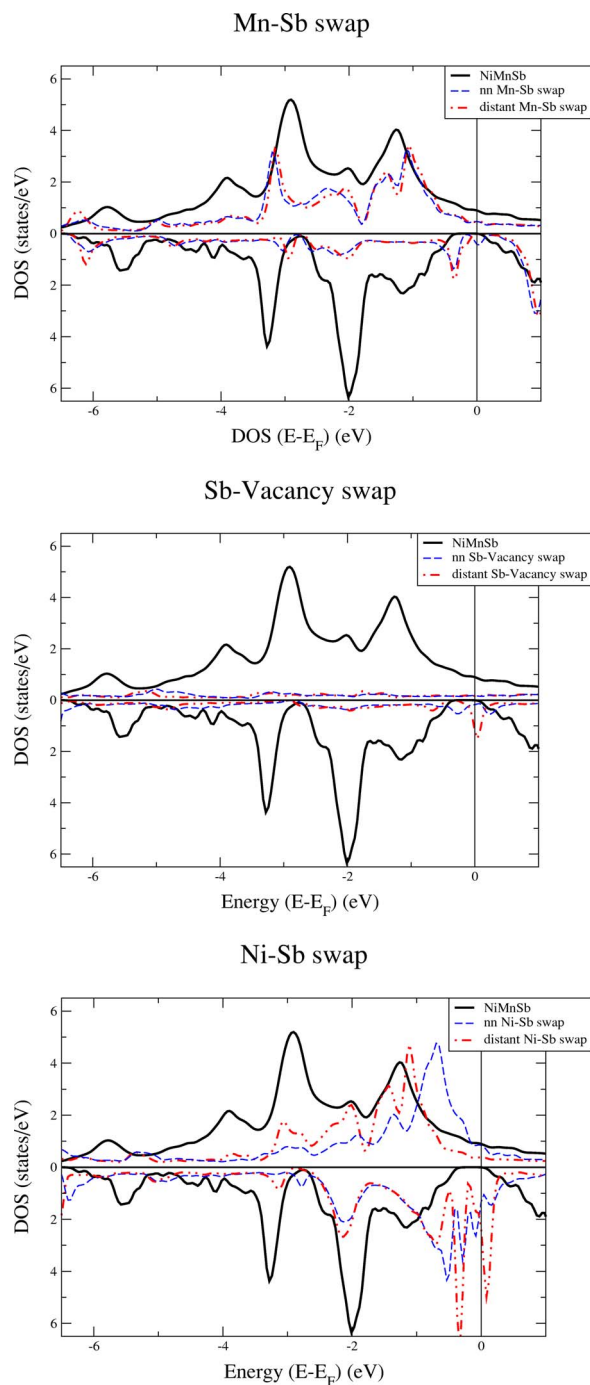 Mn-Sb swap
NiMnSb
nn Mn-Sb swap
distant Mn-Sb swap
DOS (states/eV)
6
4
2
0
2
4
6
-6
-4
-2
0
DOS (E-E_F) (eV)
Sb-Vacancy swap
NiMnSb
nn Sb-Vacancy swap
distant Sb-Vacancy swap
DOS (states/eV)
6
4
2
0
2
4
6
-6
-4
-2
0
Energy (E-E_F) (eV)
Ni-Sb swap
NiMnSb
nn Ni-Sb swap
distant Ni-Sb swap
DOS (states/eV)
6
4
2
0
2
4
6
-6
-4
-2
0
Energy (E-E_F) (eV)